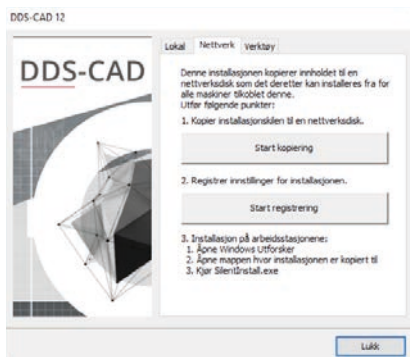 DDS-CAD 12
DDS-CAD
Lokal Nettverk Verktøy
Denne installasjonen kopierer innholdet til en
nettverksdisk som det deretter kan installeres fra for
alle maskiner tilkoblet denne.
Utfør følgende punkter:
1. Kopier installasjonsklen til en nettverksdisk.
Start kopiering
2. Registrer innstillinger for installasjonen.
Start registrering
3. Installasjon på arbeidsstasjonene:
1. Åpne Windows Utforsker
2. Åpne mappen hvor installasjonen er kopiert til
3. Kjør SilentInstall.exe
Lukk